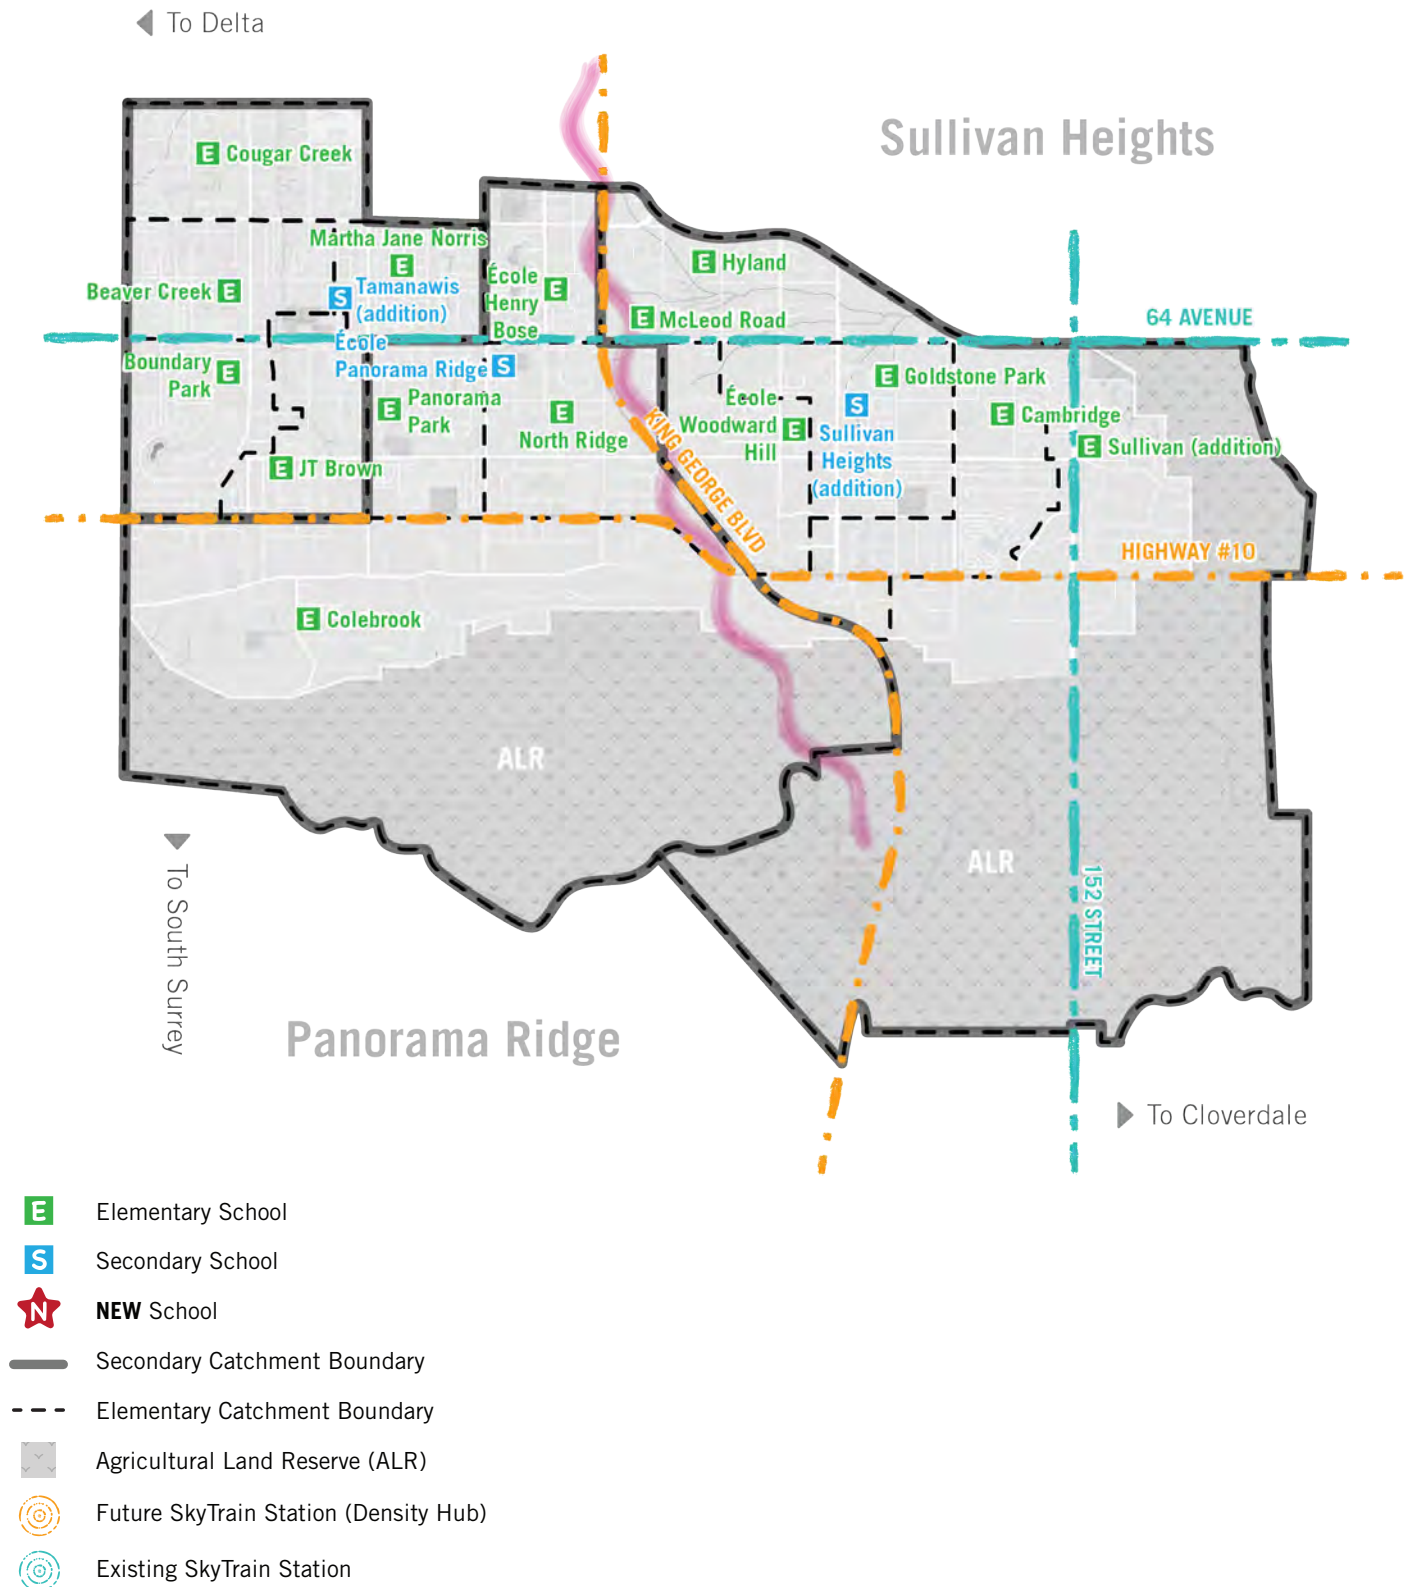 To Delta
Sullivan Heights
E Cougar Creek
Martha Jane Norris
E
Beaver Creek E
S Tamanawis
(addition)
École
Henry
Bose
E
E Hyland
E McLeod Road
64 AVENUE
École
Panorama Ridge S
Boundary
Park
E
E Panorama
Park
E
North Ridge
E JT Brown
KING GEORGE BLVD
École
Woodward
Hill
E
E Goldstone Park
S
Sullivan
Heights
(addition)
E Cambridge
E Sullivan (addition)
HIGHWAY #10
E Colebrook
ALR
ALR
152 STREET
To South Surrey
Panorama Ridge
To Cloverdale
E Elementary School
S Secondary School
N NEW School
Secondary Catchment Boundary
Elementary Catchment Boundary
Agricultural Land Reserve (ALR)
Future SkyTrain Station (Density Hub)
Existing SkyTrain Station